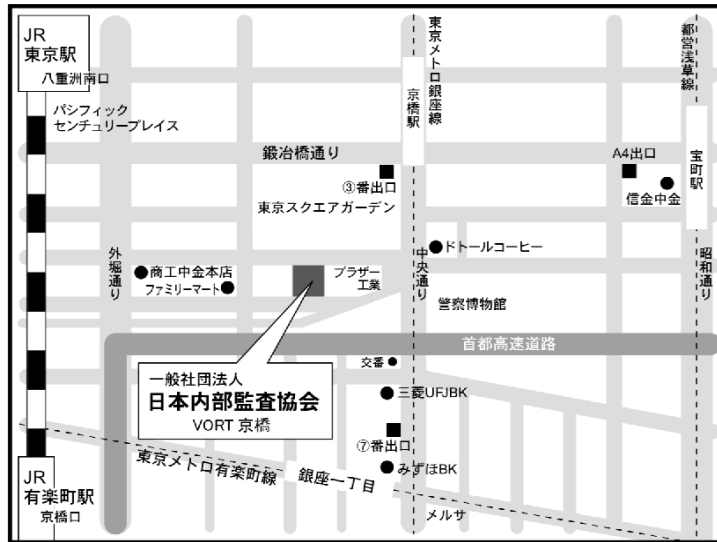 JR
東京駅
八重洲南口
パシフィック
センチュリープレイス
東京メトロ銀座線
京橋駅
都営浅草線
宝町駅
鍛冶橋通り
③番出口
東京スクエアガーデン
A4出口
信金中金
外堀通り
商工中金本店
ファミリーマート
ブラザー
工業
中央通り
ドトールコーヒー
警察博物館
昭和通り
首都高速道路
一般社団法人
日本内部監査協会
VORT 京橋
交番
三菱UFJBK
⑦番出口
みずほBK
東京メトロ有楽町線
銀座一丁目
メルサ
JR
有楽町駅
京橋口